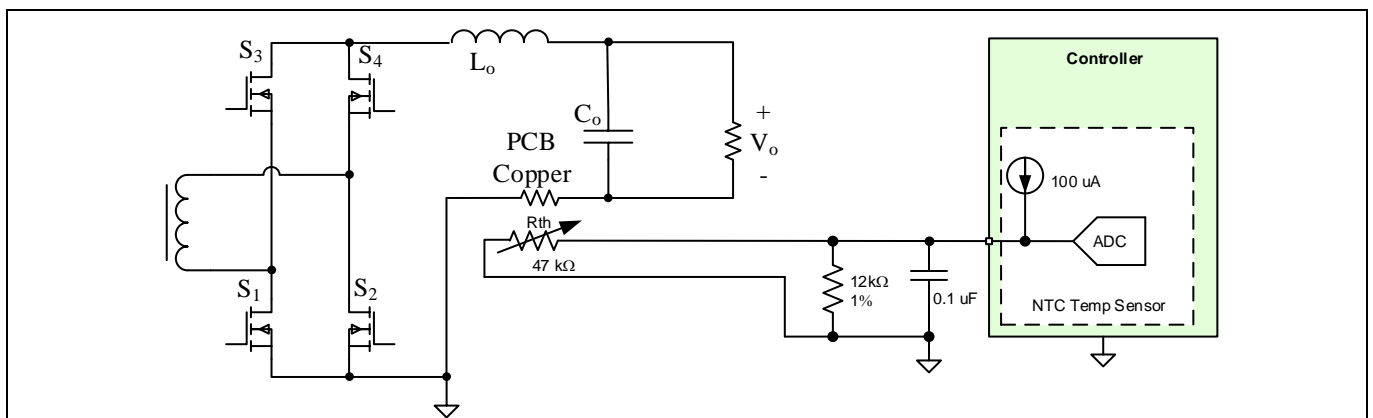 S3
S4
Lo
Co
PCB
Copper
+
Vo
-
Rth
47 kΩ
12kΩ
1%
0.1 uF
Controller
100 uA
ADC
NTC Temp Sensor
S1
S2